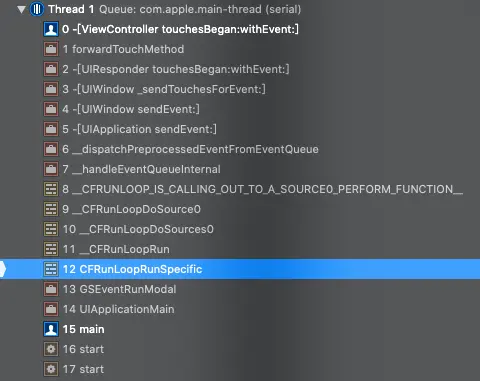 Thread 1 Queue: com.apple.main-thread (serial)
0 -[ViewController touchesBegan:withEvent:]
1 forwardTouchMethod
2 -[UIResponder touchesBegan:withEvent:]
3 -[UIWindow _sendTouchesForEvent:]
4 -[UIWindow sendEvent:]
5 -[UIApplication sendEvent:]
6 __dispatchPreprocessedEventFromEventQueue
7 __handleEventQueueInternal
8 __CFRUNLOOP_IS_CALLING_OUT_TO_A_SOURCE0_PERFORM_FUNCTION__
9 __CFRunLoopDoSource0
10 __CFRunLoopDoSources0
11 __CFRunLoopRun
12 CFRunLoopRunSpecific
13 GSEventRunModal
14 UIApplicationMain
15 main
16 start
17 start